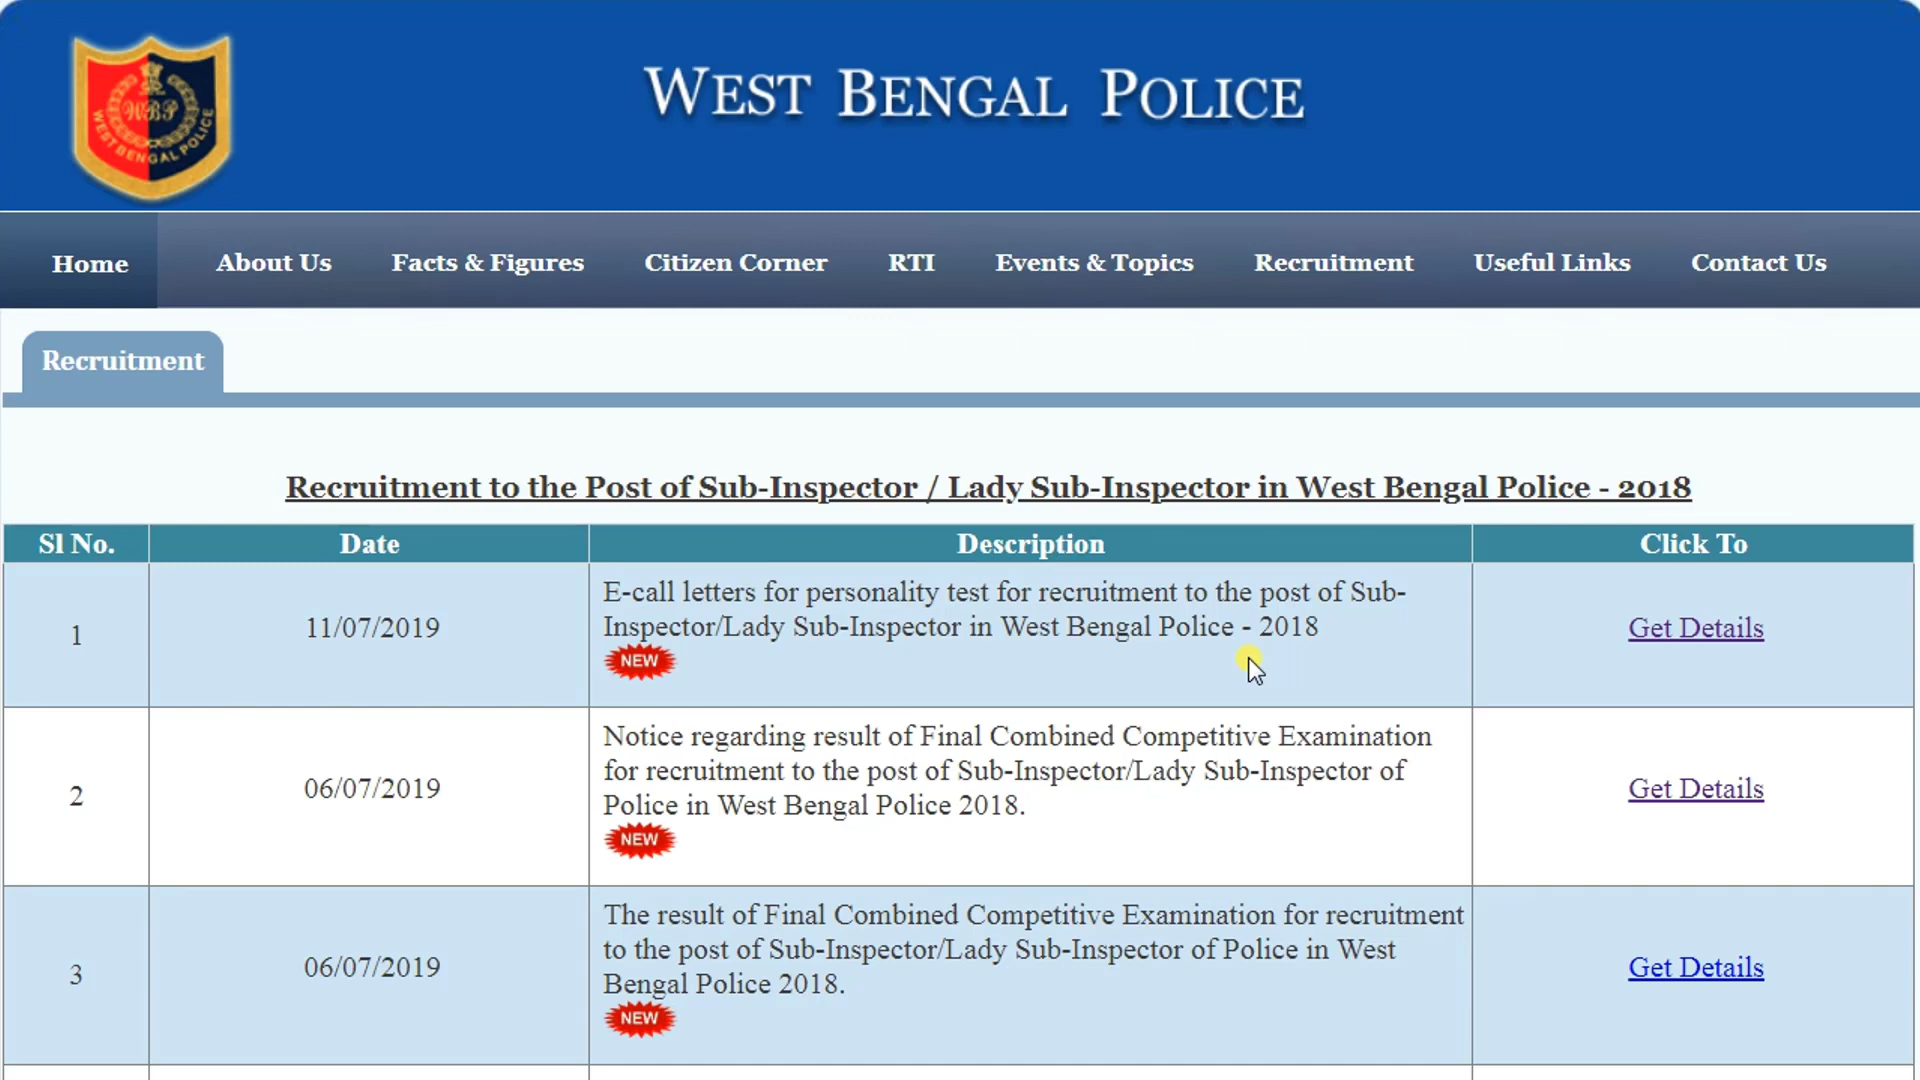 WBP
WEST BENGAL POLICE
WEST BENGAL POLICE
Home About Us Facts & Figures Citizen Corner RTI Events & Topics Recruitment Useful Links Contact Us
Recruitment
Recruitment to the Post of Sub-Inspector / Lady Sub-Inspector in West Bengal Police - 2018
Sl No. Date Description Click To
1 11/07/2019 E-call letters for personality test for recruitment to the post of Sub-
Inspector/Lady Sub-Inspector in West Bengal Police - 2018 Get Details
NEW
2 06/07/2019 Notice regarding result of Final Combined Competitive Examination
for recruitment to the post of Sub-Inspector/Lady Sub-Inspector of
Police in West Bengal Police 2018. Get Details
NEW
3 06/07/2019 The result of Final Combined Competitive Examination for recruitment
to the post of Sub-Inspector/Lady Sub-Inspector of Police in West
Bengal Police 2018. Get Details
NEW